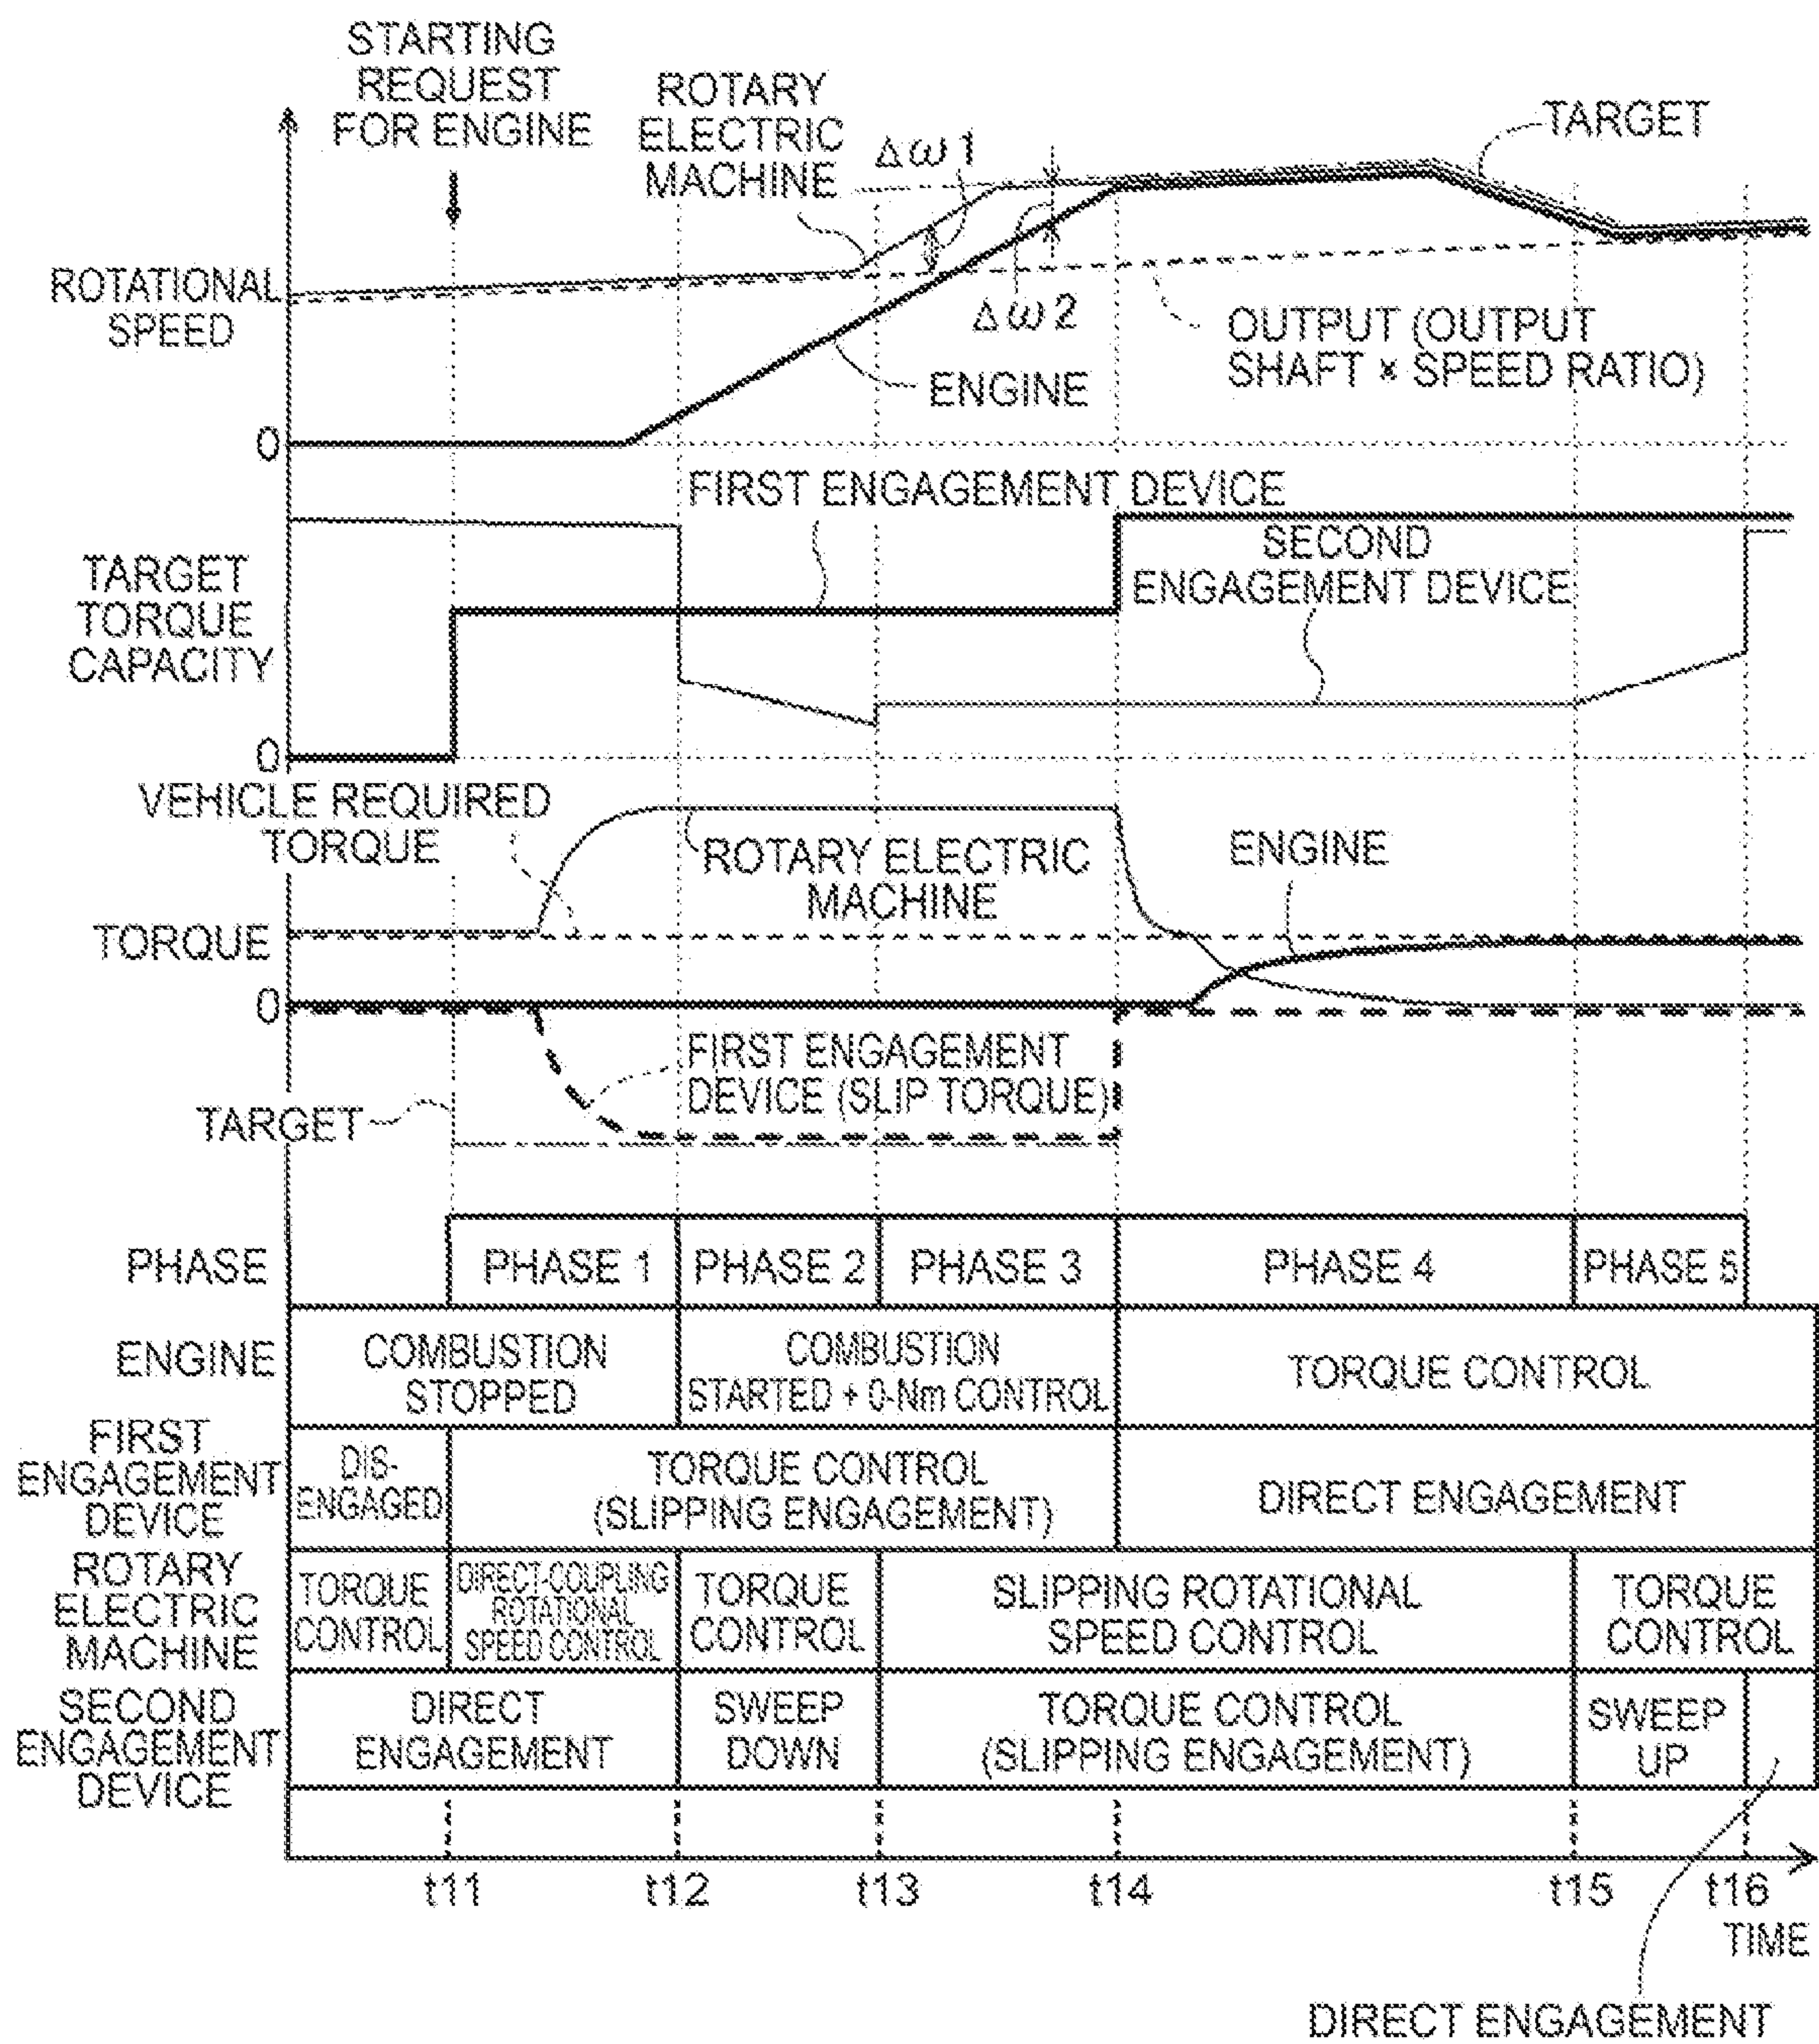 STARTING
REQUEST
FOR ENGINE
ROTARY
ELECTRIC
MACHINE
Δω1
TARGET
ROTATIONAL
SPEED
Δω2
OUTPUT (OUTPUT
SHAFT × SPEED RATIO)
ENGINE
0
FIRST ENGAGEMENT DEVICE
SECOND
ENGAGEMENT DEVICE
TARGET
TORQUE
CAPACITY
0
VEHICLE REQUIRED
TORQUE
ROTARY ELECTRIC
MACHINE
ENGINE
TORQUE
0
FIRST ENGAGEMENT
DEVICE (SLIP TORQUE)
TARGET
PHASE
PHASE 1
PHASE 2
PHASE 3
PHASE 4
PHASE 5
ENGINE
COMBUSTION
STOPPED
COMBUSTION
STARTED + 0-Nm CONTROL
TORQUE CONTROL
FIRST
ENGAGEMENT
DEVICE
DIS-
ENGAGED
TORQUE CONTROL
(SLIPPING ENGAGEMENT)
DIRECT ENGAGEMENT
ROTARY
ELECTRIC
MACHINE
TORQUE
CONTROL
DIRECT-COUPLING
ROTATIONAL
SPEED CONTROL
TORQUE
CONTROL
SLIPPING ROTATIONAL
SPEED CONTROL
TORQUE
CONTROL
SECOND
ENGAGEMENT
DEVICE
DIRECT
ENGAGEMENT
SWEEP
DOWN
TORQUE CONTROL
(SLIPPING ENGAGEMENT)
SWEEP
UP
t11
t12
t13
t14
t15
t16
TIME
DIRECT ENGAGEMENT